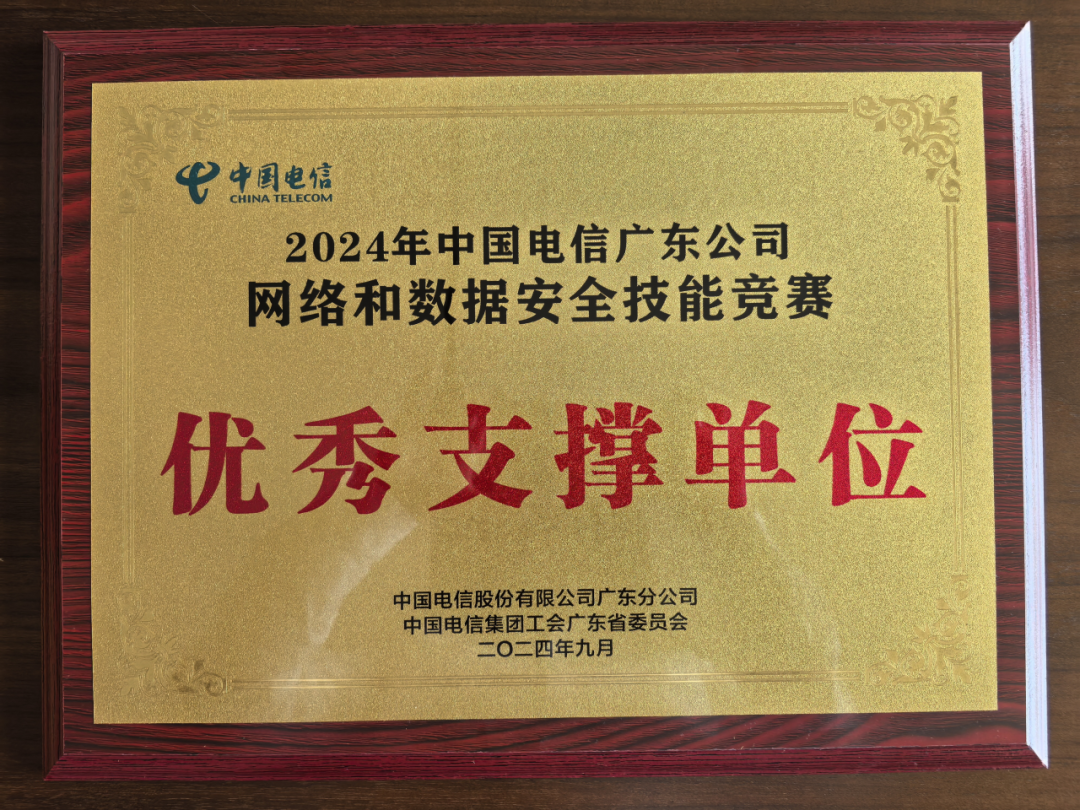 中国电信
CHINA TELECOM
2024年中国电信广东公司
网络和数据安全技能竞赛
优秀支撑单位
中国电信股份有限公司广东分公司
中国电信集团工会广东省委员会
二〇二四年九月